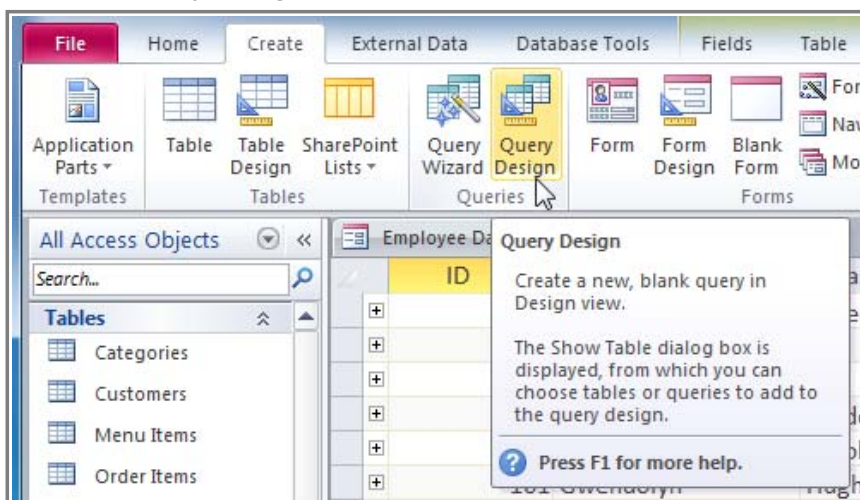 File Home Create External Data Database Tools Fields Table
Application Parts
Table
Table Design
SharePoint Lists
Query Wizard
Query Design
Form
Form Design
Blank Form
Templates Tables Queries Forms
All Access Objects
Employee
Search...
ID
Tables
Categories
Customers
Menu Items
Order Items
Query Design
Create a new, blank query in
Design view.
The Show Table dialog box is
displayed, from which you can
choose tables or queries to add to
the query design.
Press F1 for more help.